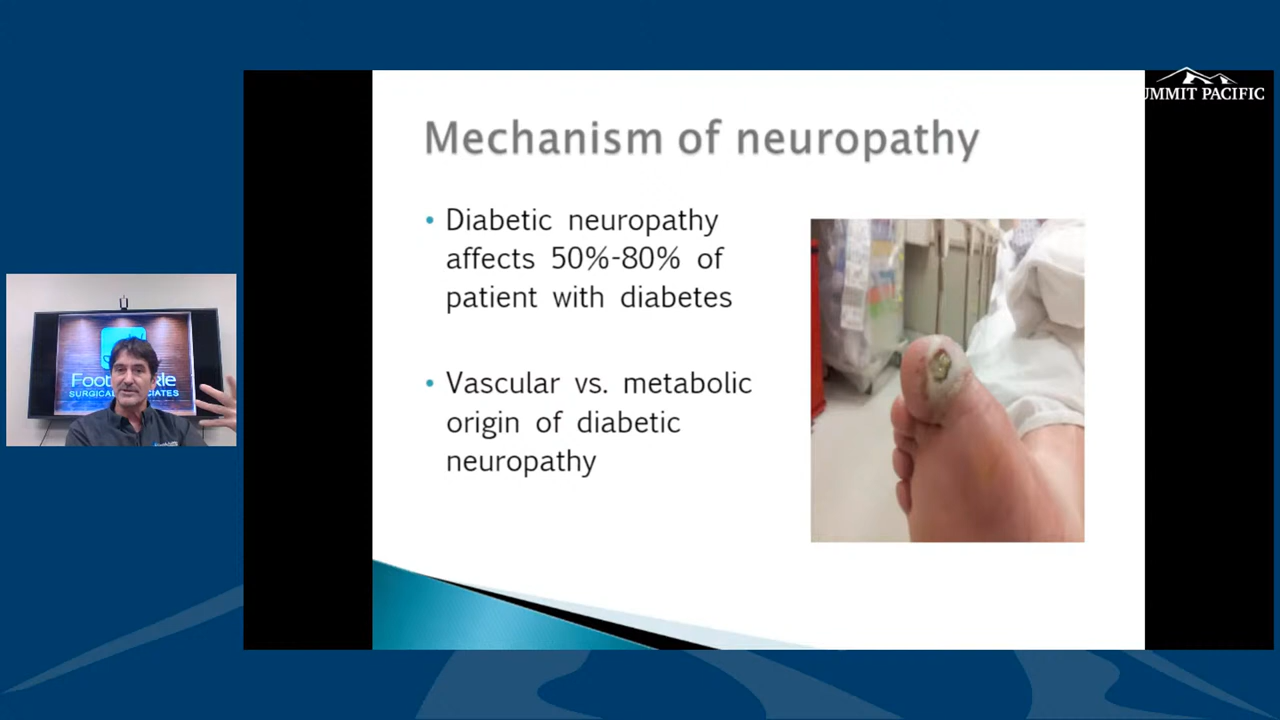 UMMIT PACIFIC
Mechanism of neuropathy
• Diabetic neuropathy
affects 50%-80% of
patient with diabetes
• Vascular vs. metabolic
origin of diabetic
neuropathy
SURGICAL